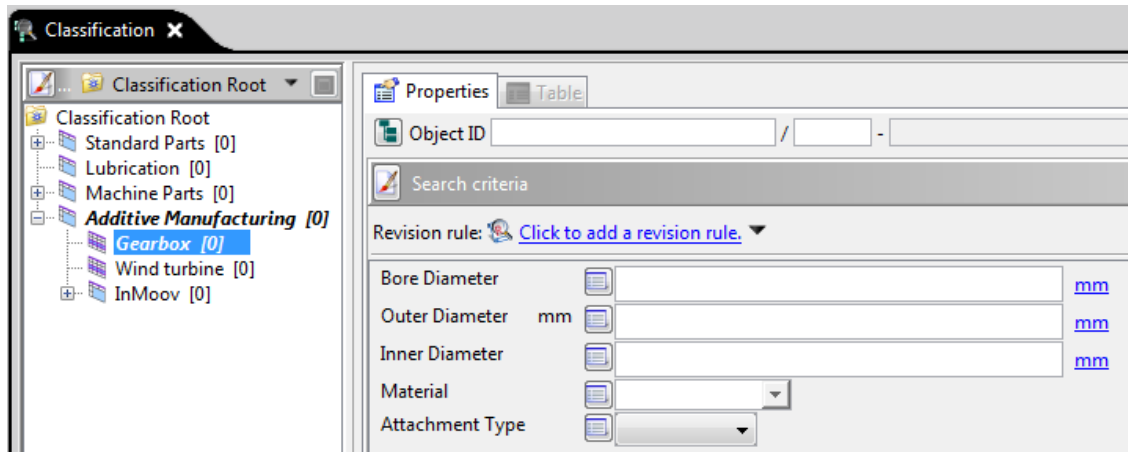 Classification
... Classification Root
Classification Root
Standard Parts [0]
Lubrication [0]
Machine Parts [0]
Additive Manufacturing [0]
Gearbox [0]
Wind turbine [0]
InMoov [0]
Properties Table
Object ID / -
Search criteria
Revision rule: Click to add a revision rule.
Bore Diameter mm
Outer Diameter mm mm
Inner Diameter mm
Material
Attachment Type